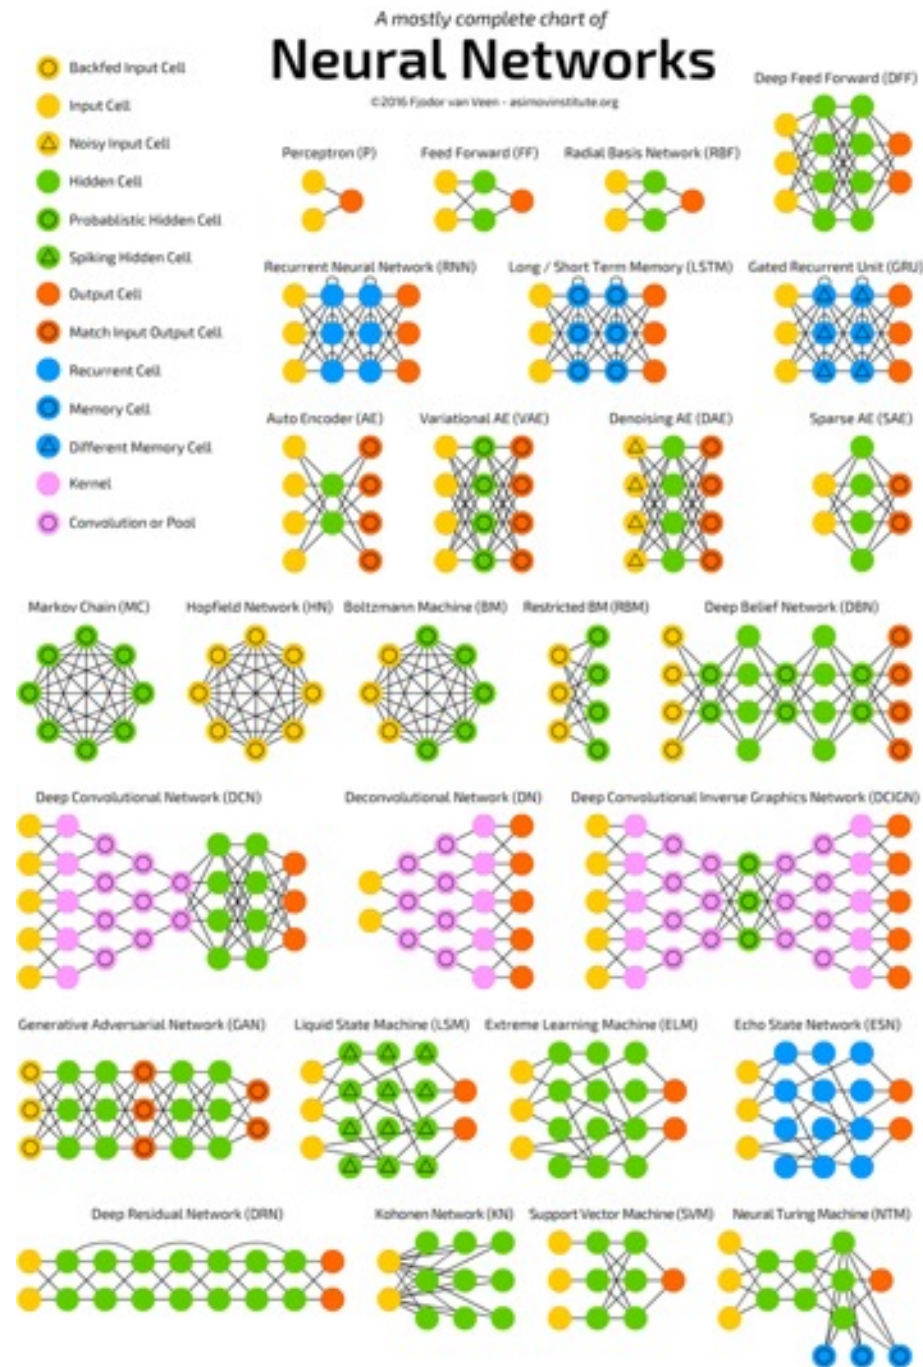 A mostly complete chart of
Neural Networks
©2016 Fjodor van Veen - asimovinstitute.org
Backfed Input Cell
Input Cell
Noisy Input Cell
Hidden Cell
Probablistic Hidden Cell
Spiking Hidden Cell
Output Cell
Match Input Output Cell
Recurrent Cell
Memory Cell
Different Memory Cell
Kernel
Convolution or Pool
Deep Feed Forward (DFF)
Perceptron (P)
Feed Forward (FF)
Radial Basis Network (RBF)
Recurrent Neural Network (RNN)
Long / Short Term Memory (LSTM)
Gated Recurrent Unit (GRU)
Auto Encoder (AE)
Variational AE (VAE)
Denoising AE (DAE)
Sparse AE (SAE)
Markov Chain (MC)
Hopfield Network (HN)
Boltzmann Machine (BM)
Restricted BM (RBM)
Deep Belief Network (DBN)
Deep Convolutional Network (DCN)
Deconvolutional Network (DN)
Deep Convolutional Inverse Graphics Network (DCIGN)
Generative Adversarial Network (GAN)
Liquid State Machine (LSM)
Extreme Learning Machine (ELM)
Echo State Network (ESN)
Deep Residual Network (DRN)
Kohonen Network (KN)
Support Vector Machine (SVM)
Neural Turing Machine (NTM)